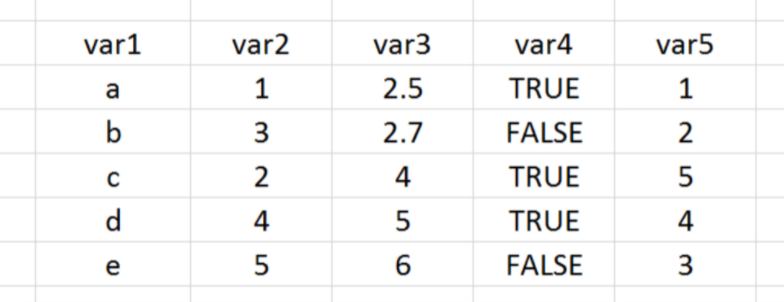 var1 var2 var3 var4 var5
a 1 2.5 TRUE 1
b 3 2.7 FALSE 2
c 2 4 TRUE 5
d 4 5 TRUE 4
e 5 6 FALSE 3